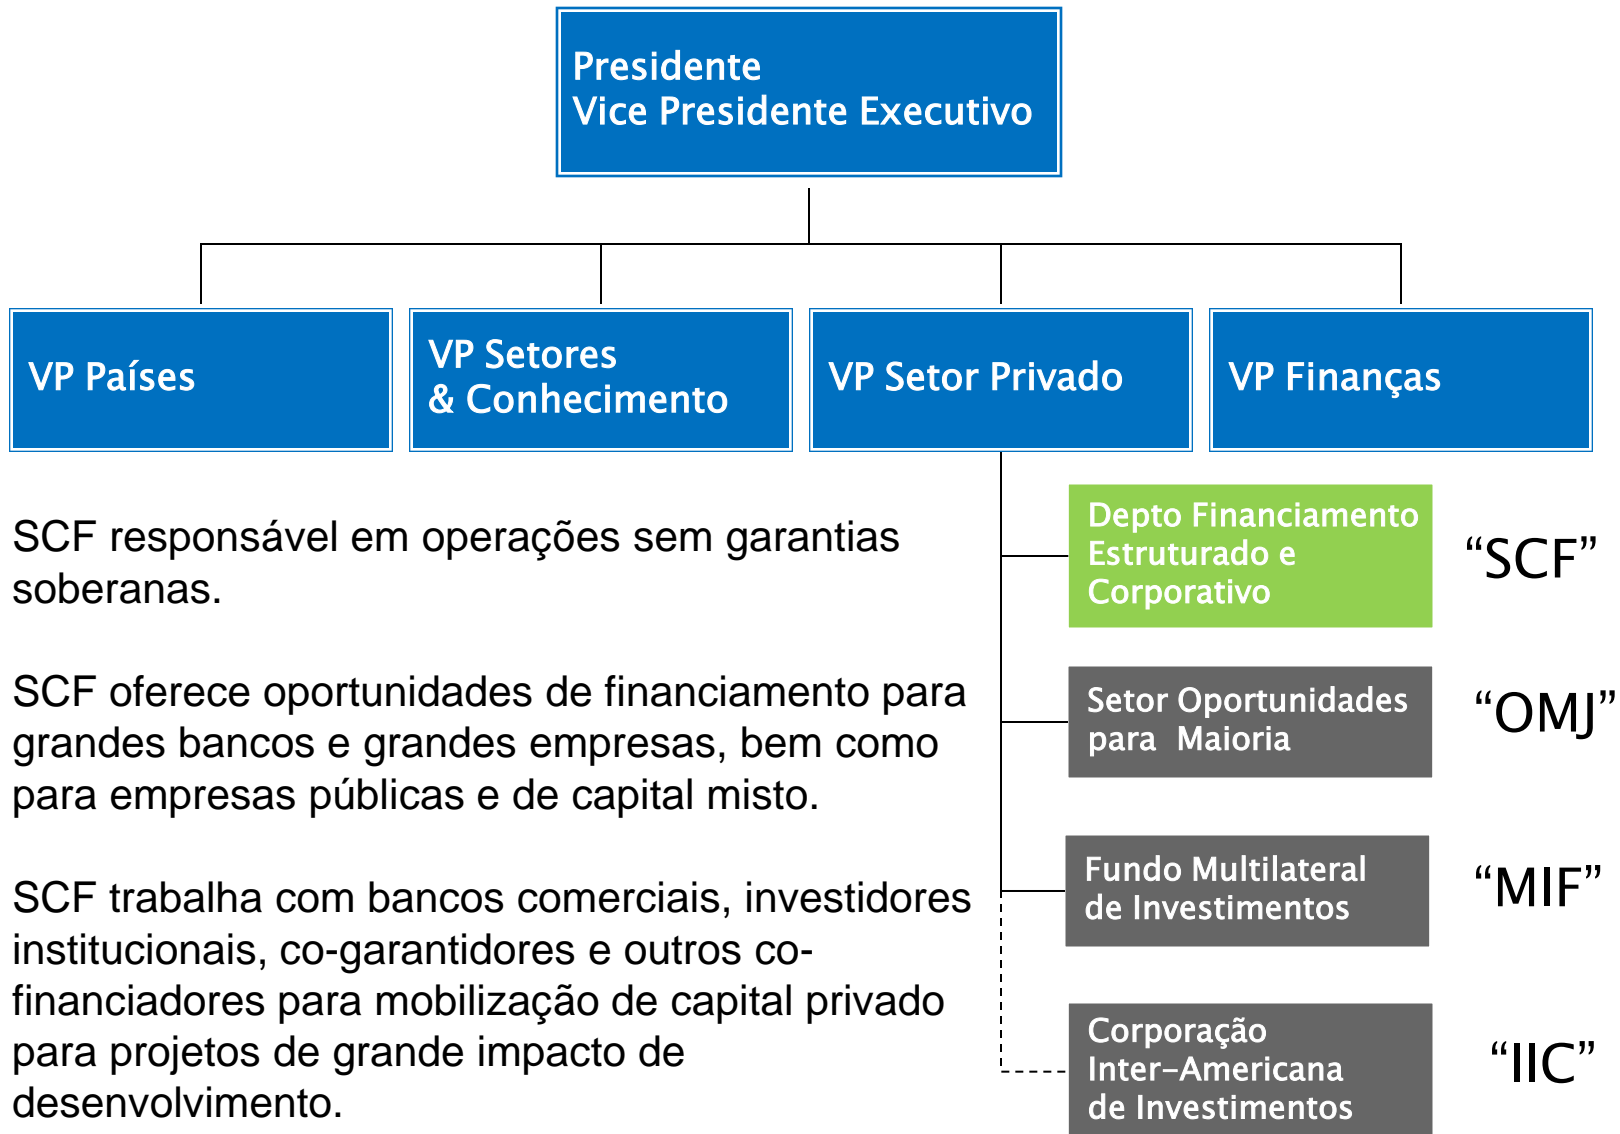 Presidente
Vice Presidente Executivo
VP Países
VP Setores
& Conhecimento
VP Setor Privado
VP Finanças
SCF responsável em operações sem garantias
soberanas.
SCF oferece oportunidades de financiamento para
grandes bancos e grandes empresas, bem como
para empresas públicas e de capital misto.
SCF trabalha com bancos comerciais, investidores
institucionais, co-garantidores e outros co-
financiadores para mobilização de capital privado
para projetos de grande impacto de
desenvolvimento.
Depto Financiamento
Estruturado e
Corporativo
“SCF”
Setor Oportunidades
para Maioria
“OMJ”
Fundo Multilateral
de Investimentos
“MIF”
Corporação
Inter-Americana
de Investimentos
“IIC”